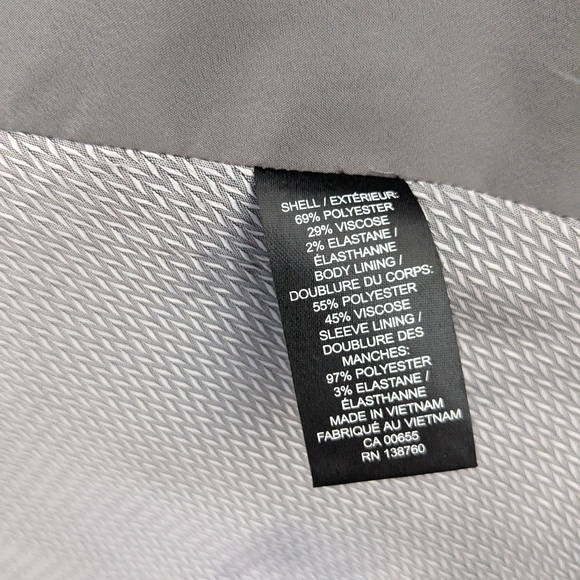 SHELL / EXTÉRIEUR:
69% POLYESTER
29% VISCOSE
2% ELASTANE /
ÉLASTHANNE
BODY LINING /
DOUBLURE DU CORPS:
55% POLYESTER
45% VISCOSE
SLEEVE LINING /
DOUBLURE DES
MANCHES:
97% POLYESTER
3% ELASTANE /
ÉLASTHANNE
MADE IN VIETNAM
FABRIQUÉ AU VIETNAM
CA 00655
RN 138760